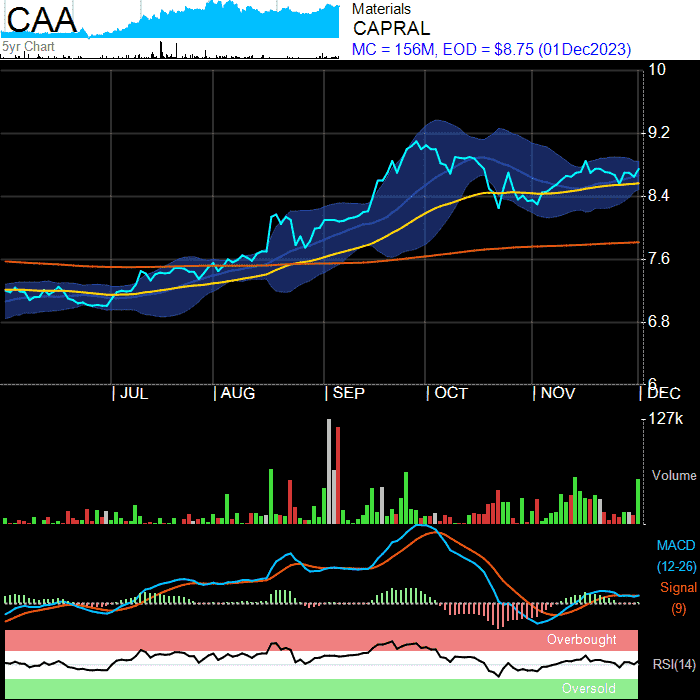 CAA
5yr Chart
Materials
CAPRAL
MC = 156M, EOD = $8.75 (01Dec2023)
10
9.2
8.4
7.6
6.8
6
JUL AUG SEP OCT NOV DEC
127k
Volume
MACD
(12-26)
Signal
(9)
Overbought
RSI(14)
Oversold